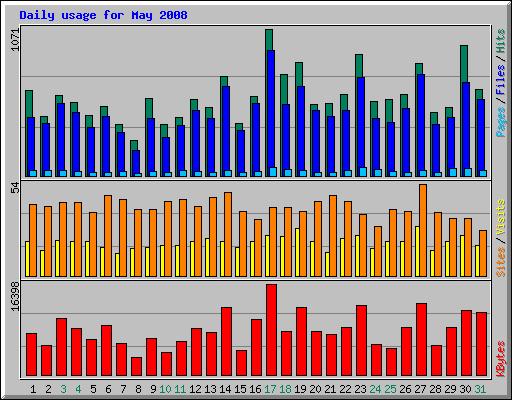 Daily usage for May 2008
1071
Pages / Files / Hits
54
Sites / Visits
16398
KBytes
1 2 3 4 5 6 7 8 9 10 11 12 13 14 15 16 17 18 19 20 21 22 23 24 25 26 27 28 29 30 31